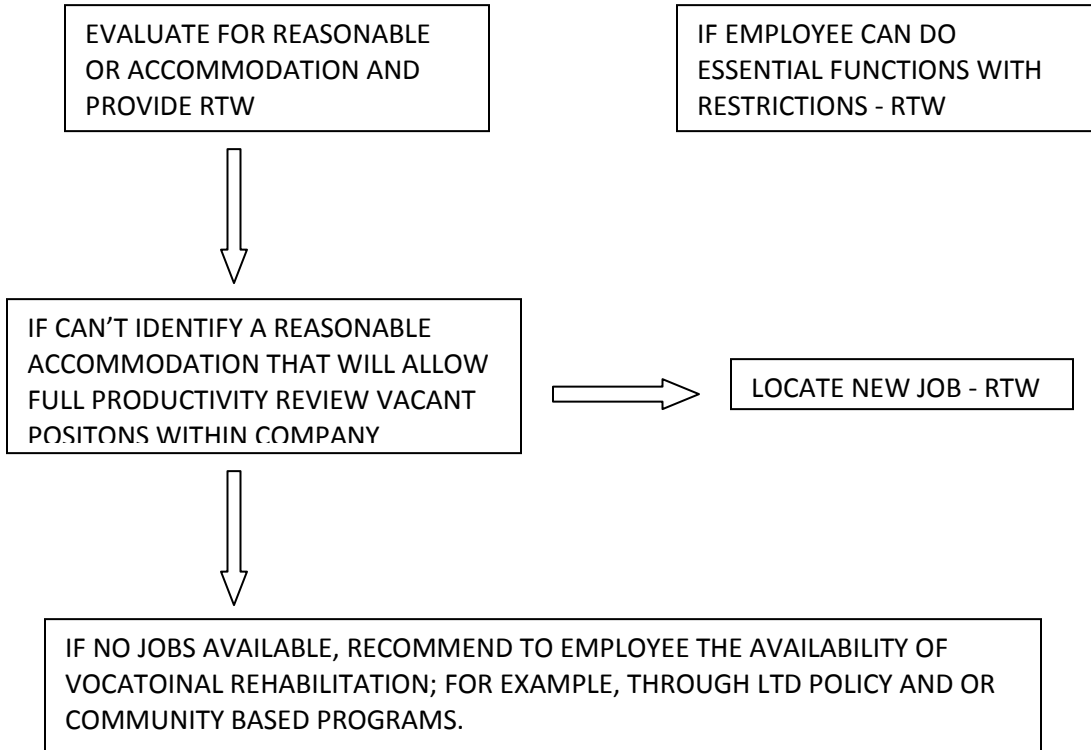 EVALUATE FOR REASONABLE
OR ACCOMMODATION AND
PROVIDE RTW
IF EMPLOYEE CAN DO
ESSENTIAL FUNCTIONS WITH
RESTRICTIONS - RTW
IF CAN’T IDENTIFY A REASONABLE
ACCOMMODATION THAT WILL ALLOW
FULL PRODUCTIVITY REVIEW VACANT
POSITONS WITHIN COMPANY
LOCATE NEW JOB - RTW
IF NO JOBS AVAILABLE, RECOMMEND TO EMPLOYEE THE AVAILABILITY OF
VOCATOINAL REHABILITATION; FOR EXAMPLE, THROUGH LTD POLICY AND OR
COMMUNITY BASED PROGRAMS.